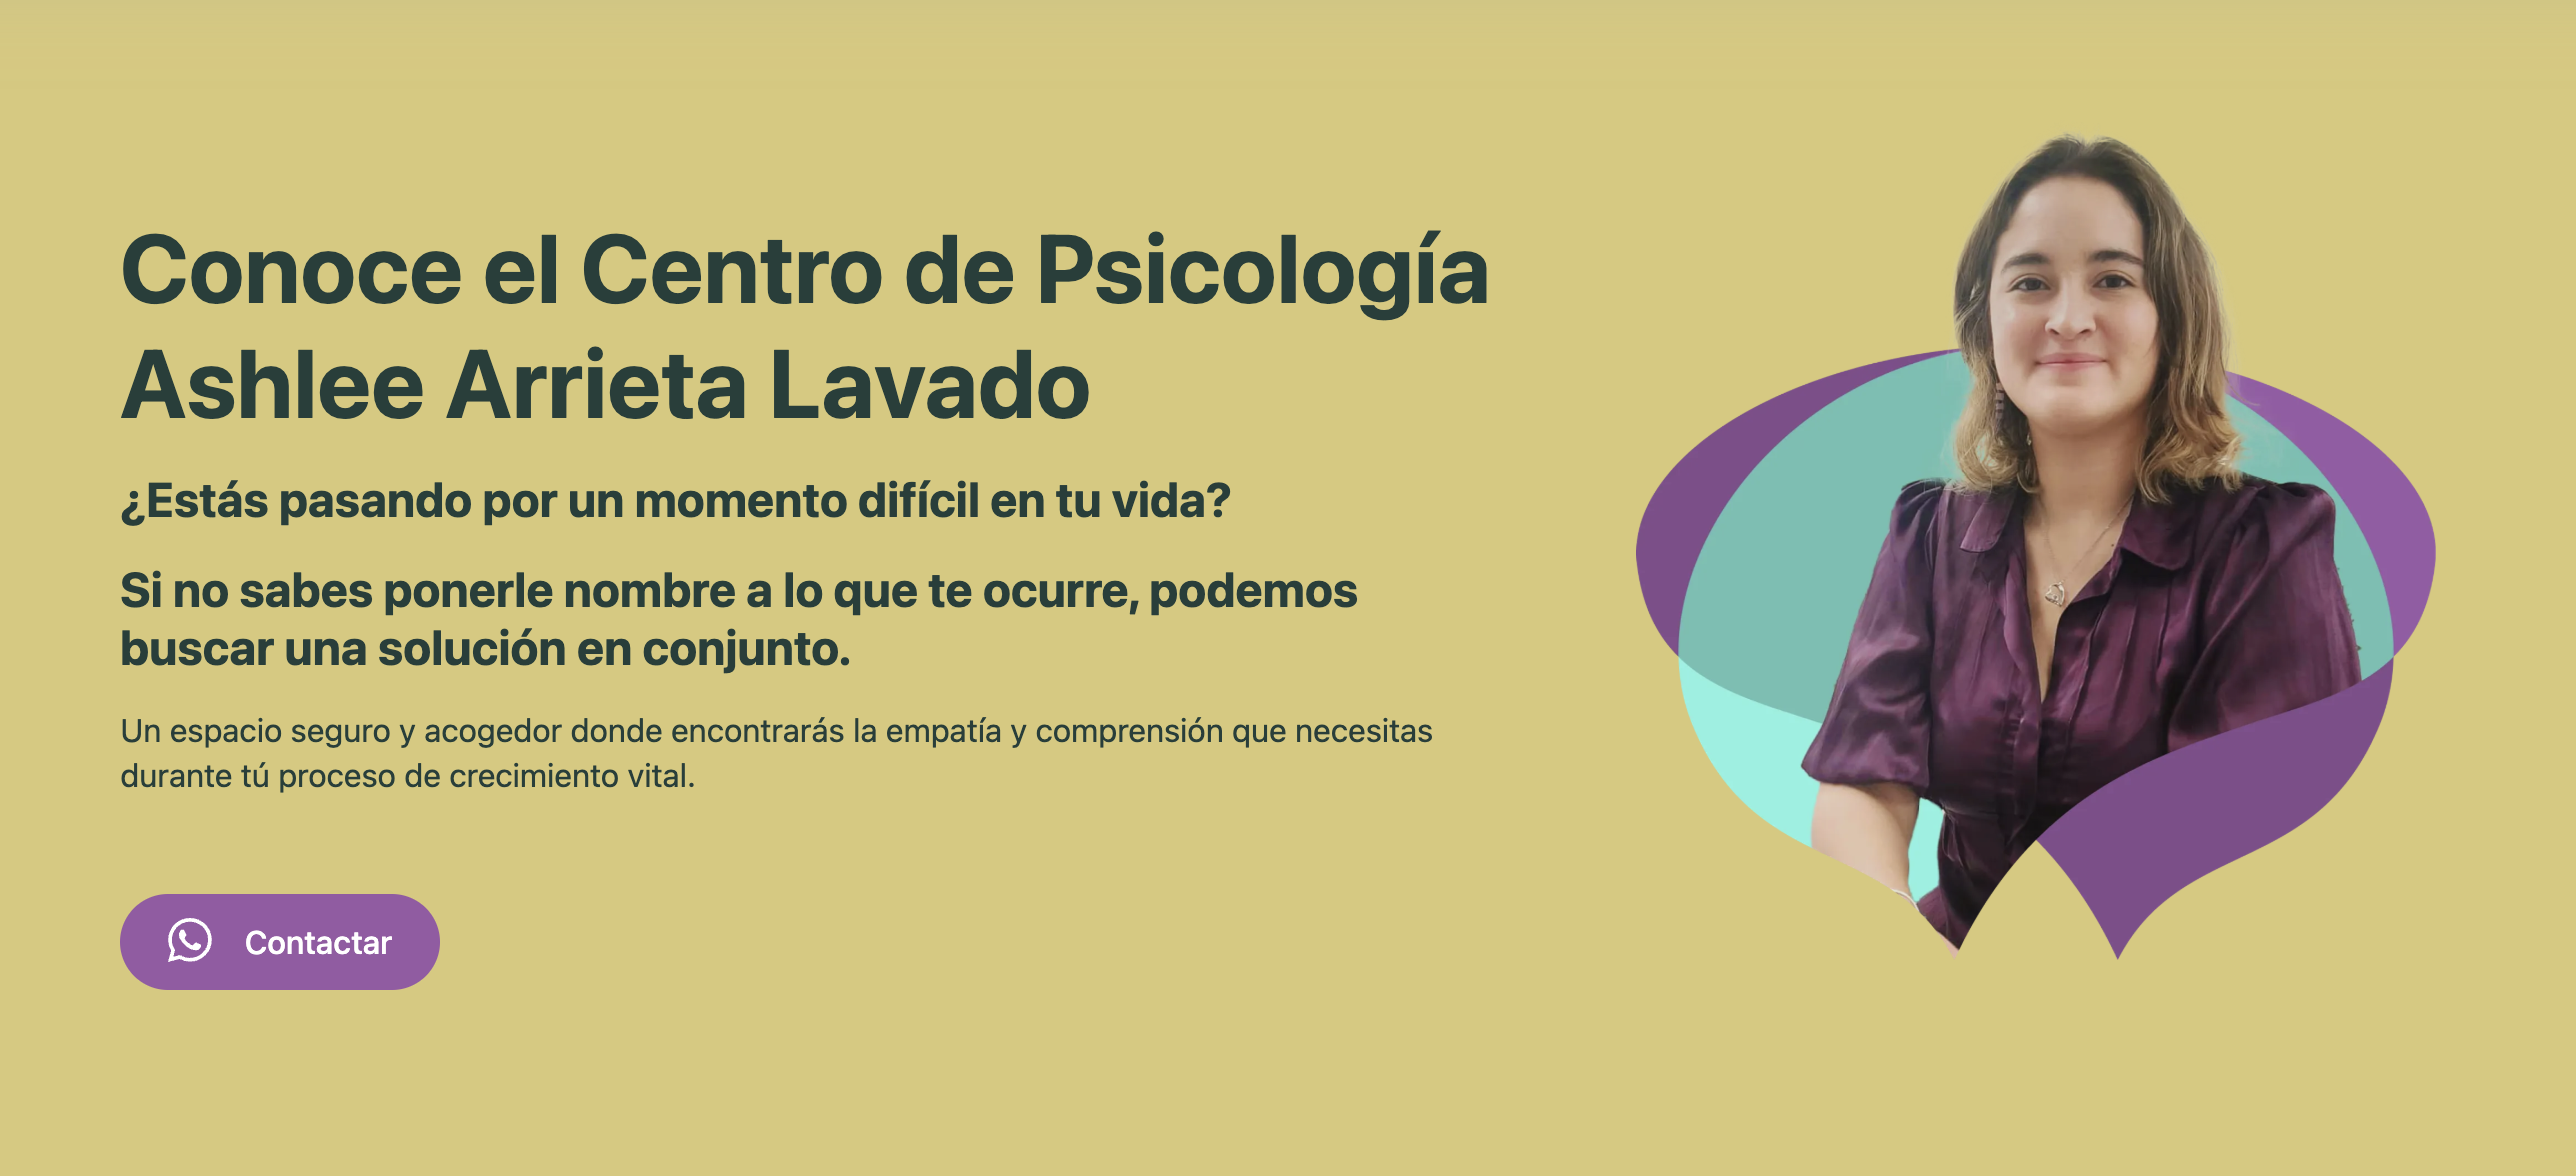 Conoce el Centro de Psicología
Ashlee Arrieta Lavado
¿Estás pasando por un momento difícil en tu vida?
Si no sabes ponerle nombre a lo que te ocurre, podemos
buscar una solución en conjunto.
Un espacio seguro y acogedor donde encontrarás la empatía y comprensión que necesitas
durante tú proceso de crecimiento vital.
Contactar